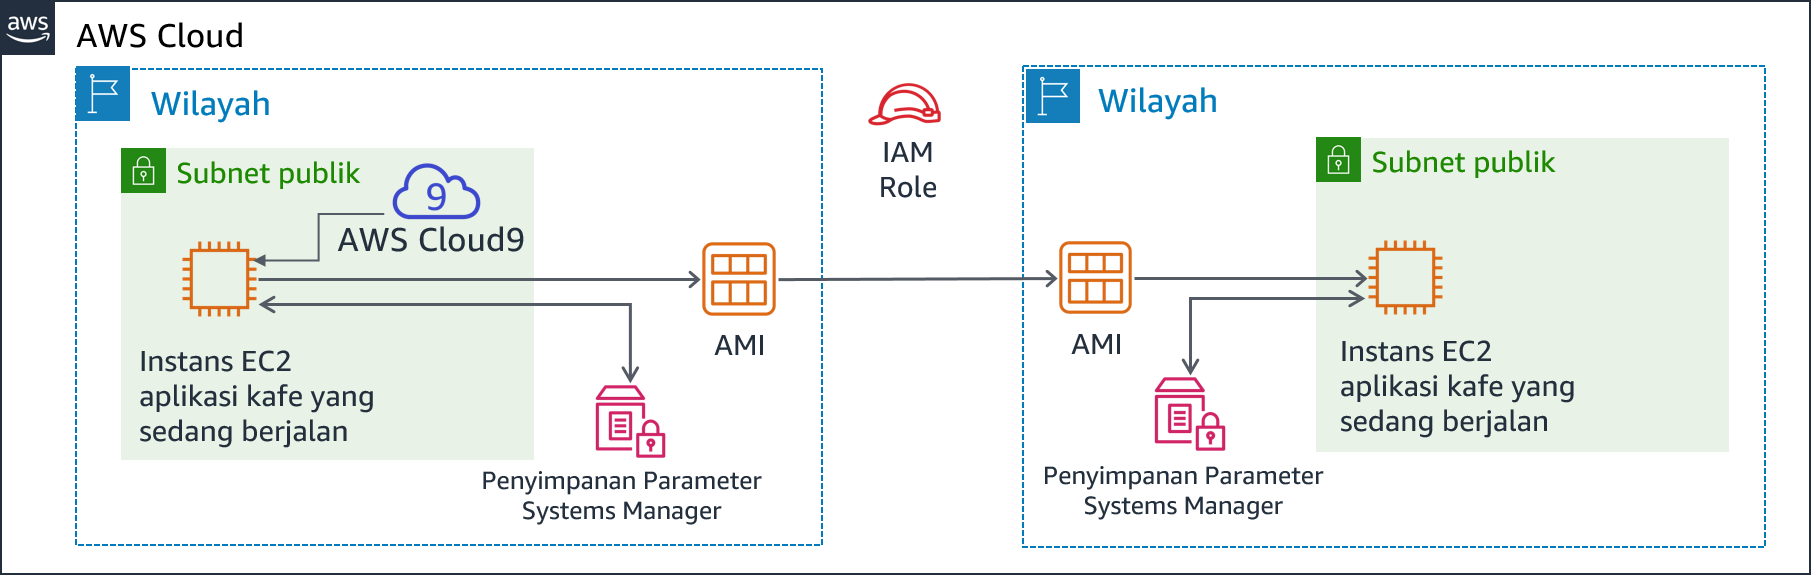 aws
AWS Cloud
Wilayah
Subnet publik
9
AWS Cloud9
Instans EC2
aplikasi kafe yang
sedang berjalan
AMI
Penyimpanan Parameter
Systems Manager
IAM
Role
Wilayah
Subnet publik
AMI
Instans EC2
aplikasi kafe yang
sedang berjalan
Penyimpanan Parameter
Systems Manager